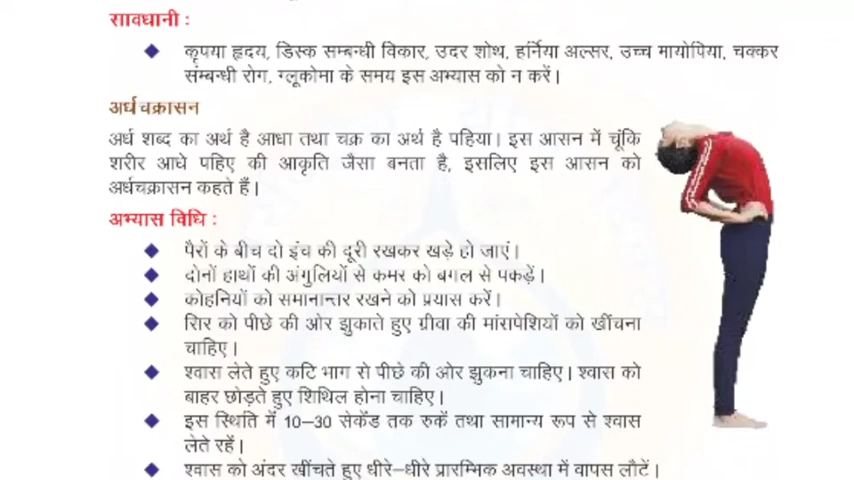 सावधानी :
◆ कृपया हृदय, डिस्क सम्बन्धी विकार, उदर शोथ, हर्निया अल्सर, उच्च मायोपिया, चक्कर
संम्बन्धी रोग, ग्लूकोमा के समय इस अभ्यास को न करें।
अर्धचक्रासन
अर्ध शब्द का अर्थ है आधा तथा चक्र का अर्थ है पहिया। इस आसन में चूंकि
शरीर आधे पहिए की आकृति जैसा बनता है, इसलिए इस आसन को
अर्धचक्रासन कहते हैं।
अभ्यास विधि :
◆ पैरों के बीच दो इंच की दूरी रखकर खड़े हो जाएं।
◆ दोनों हाथों की अंगुलियों से कमर को बगल से पकड़ें।
◆ कोहनियों को समानान्तर रखने को प्रयास करें।
◆ सिर को पीछे की ओर झुकाते हुए ग्रीवा की मांसपेशियों को खींचना
चाहिए।
◆ श्वास लेते हुए कटि भाग से पीछे की ओर झुकना चाहिए। श्वास को
बाहर छोड़ते हुए शिथिल होना चाहिए।
◆ इस स्थिति में 10–30 सेकेंड तक रुकें तथा सामान्य रूप से श्वास
लेते रहें।
◆ श्वास को अंदर खींचते हुए धीरे–धीरे प्रारम्भिक अवस्था में वापस लौटें।